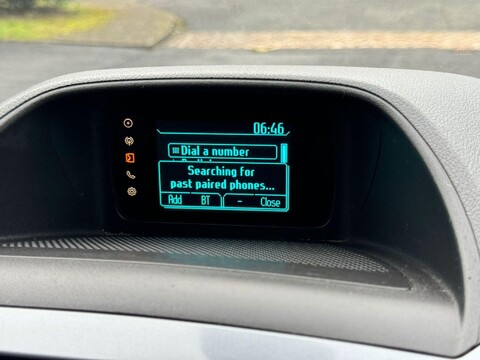 06:46
Dial a number
Searching for
past paired phones...
Add BT - Close